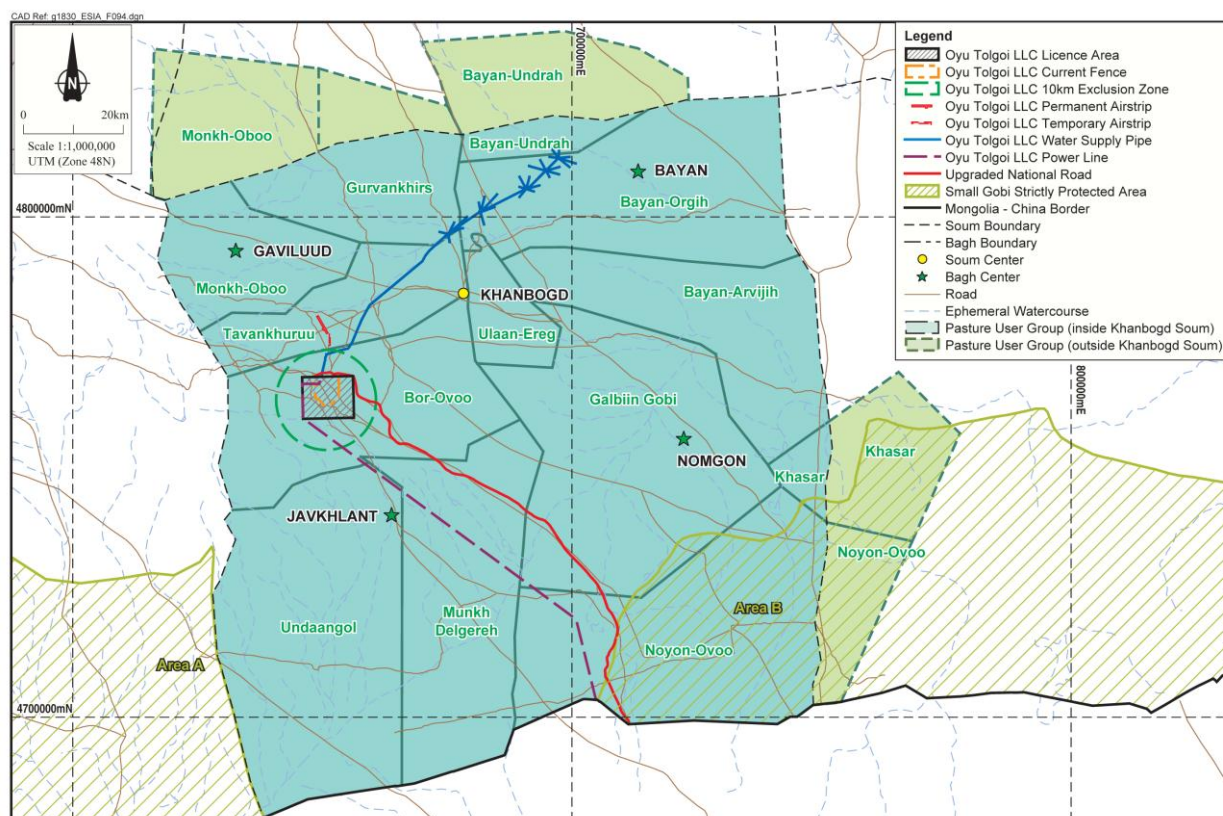 CAD Ref: g1830_ESIA_F094.dgn
N
0 20km
Scale 1:1,000,000
UTM (Zone 48N)
700000mE
Legend
Oyu Tolgoi LLC Licence Area
Oyu Tolgoi LLC Current Fence
Oyu Tolgoi LLC 10km Exclusion Zone
Oyu Tolgoi LLC Permanent Airstrip
Oyu Tolgoi LLC Temporary Airstrip
Oyu Tolgoi LLC Water Supply Pipe
Oyu Tolgoi LLC Power Line
Upgraded National Road
Small Gobi Strictly Protected Area
Mongolia - China Border
Soum Boundary
Bagh Boundary
Soum Center
Bagh Center
Road
Ephemeral Watercourse
Pasture User Group (inside Khanbogd Soum)
Pasture User Group (outside Khanbogd Soum)
800000mE
Bayan-Undrah
Monkh-Oboo
Bayan-Undrah
Gurvankhirs
BAYAN
Bayan-Orgih
4800000mN
GAVILUUD
Monkh-Oboo
Bayan-Arvijih
KHANBOGD
Tavankhuruu
Ulaan-Ereg
Bor-Ovoo
Galbiin Gobi
NOMGON
Khasar
Khasar
JAVKHLANT
Noyon-Ovoo
Undaangol
Munkh
Delgereh
Area B
Noyon-Ovoo
Area A
4700000mN